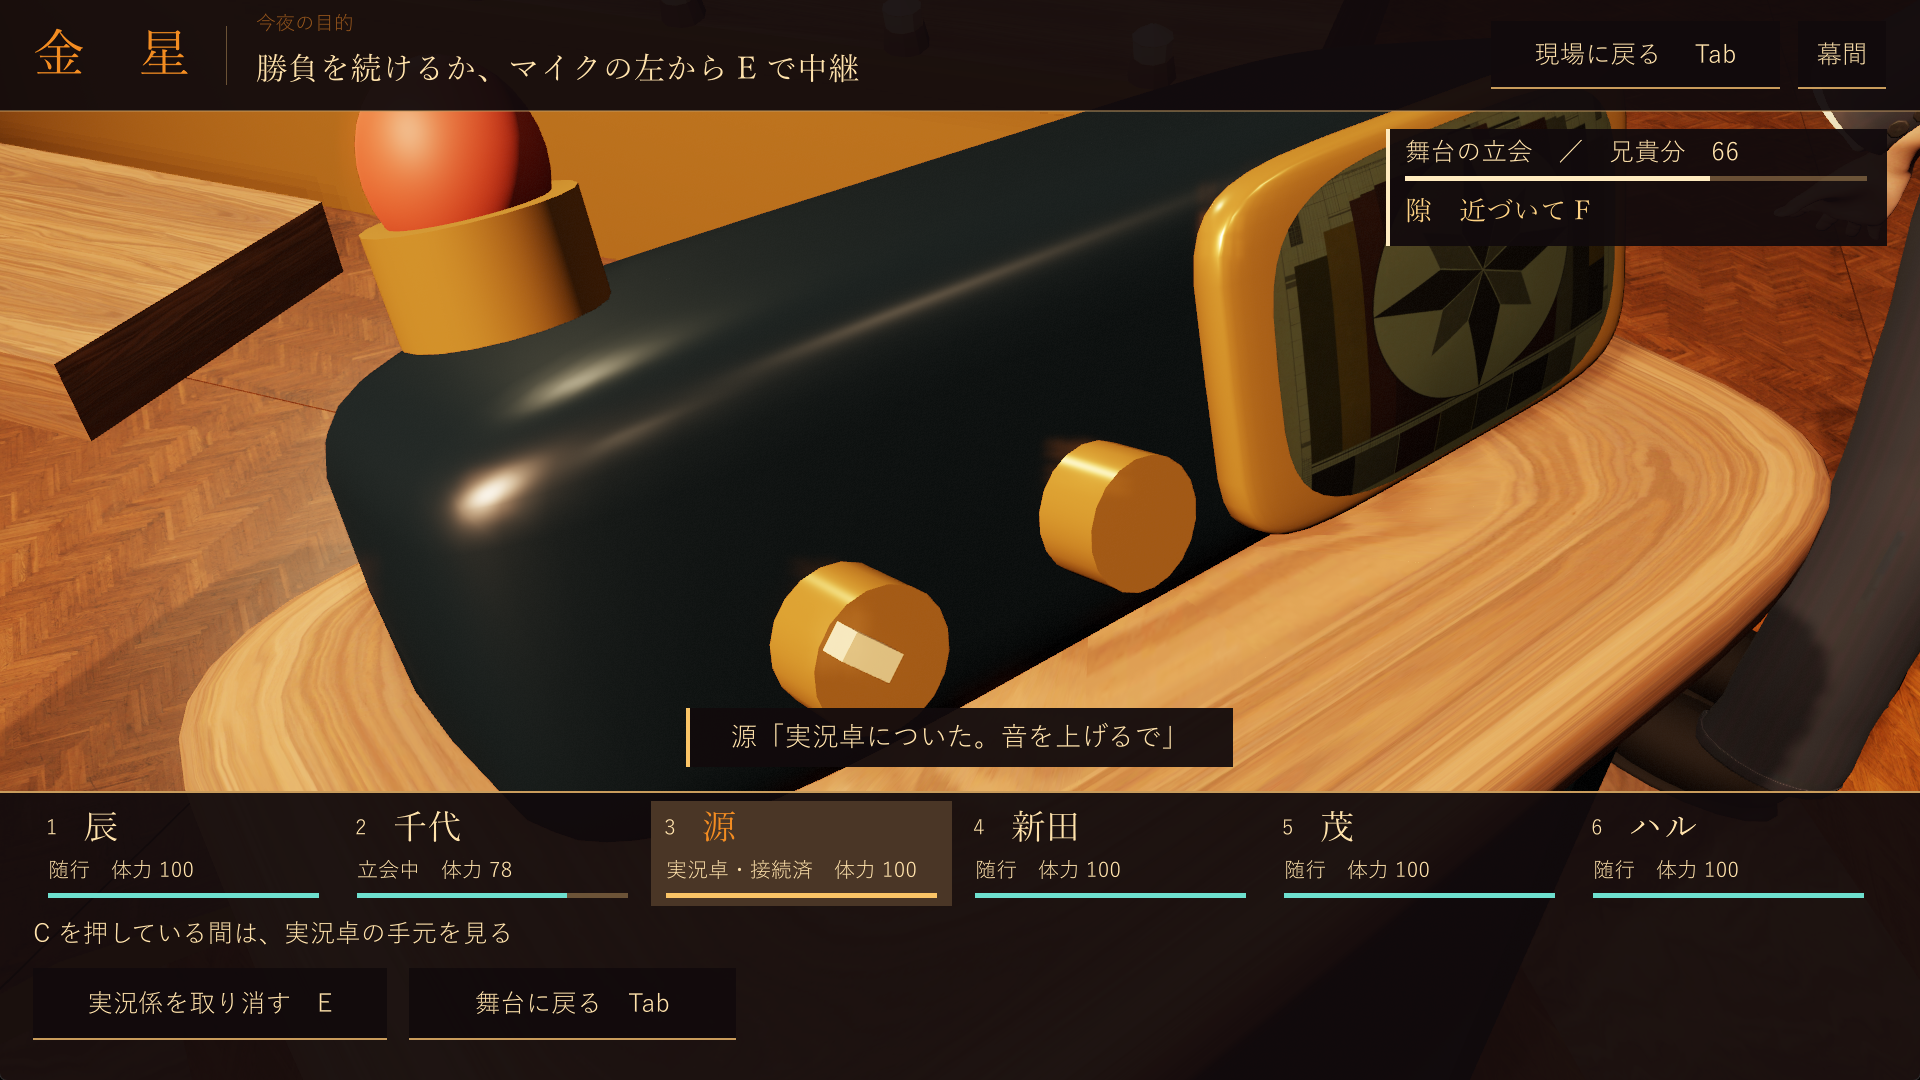 金星
今夜の目的
勝負を続けるか、マイクの左から E で中継
現場に戻る Tab
幕間
舞台の立会 ／ 兄貴分 66
隙 近づいて F
源「実況卓についた。音を上げるで」
1 辰
随行 体力 100
2 千代
立会中 体力 78
3 源
実況卓・接続済 体力 100
4 新田
随行 体力 100
5 茂
随行 体力 100
6 ハル
随行 体力 100
C を押している間は、実況卓の手元を見る
実況係を取り消す E
舞台に戻る Tab